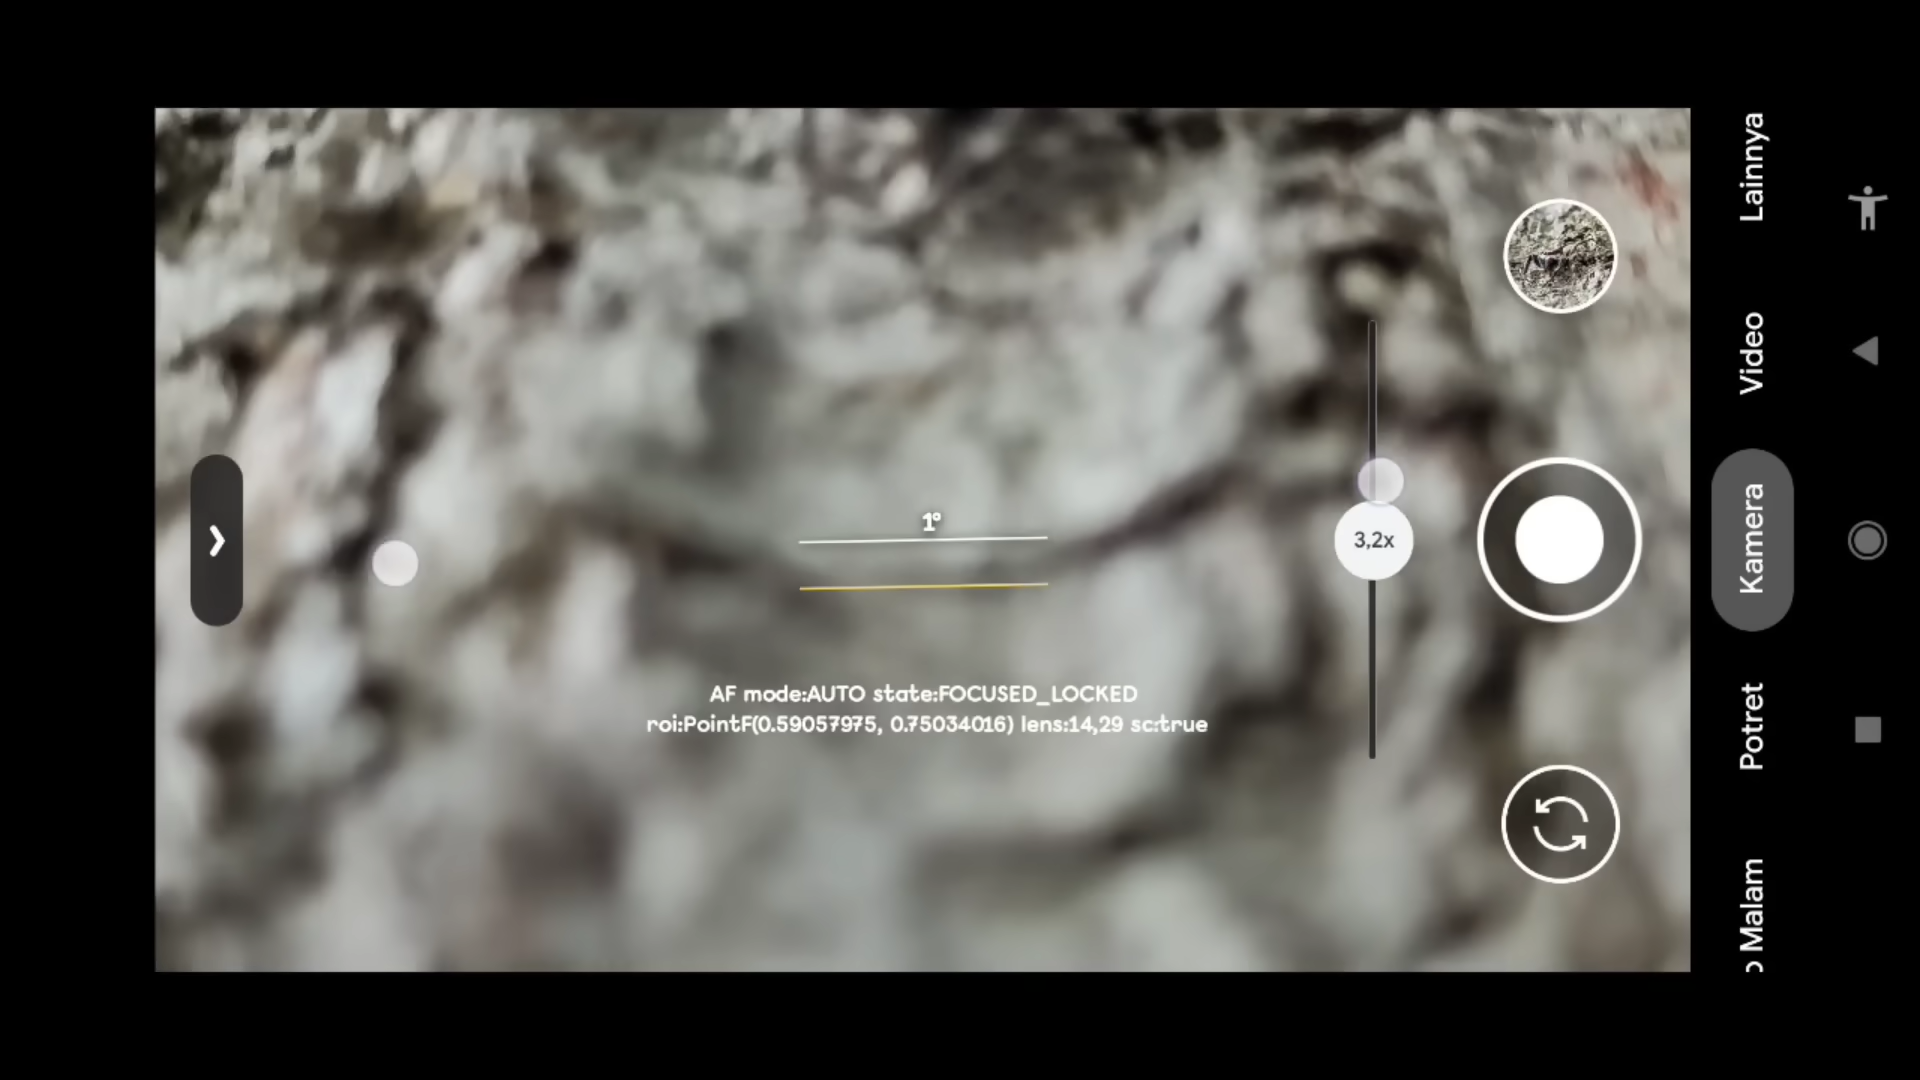 1°
3,2x
AF mode:AUTO state:FOCUSED_LOCKED
roi:PointF(0.59057975, 0.75034016) lens:14,29 sc:true
Lainnya
Video
Kamera
Potret
Malam